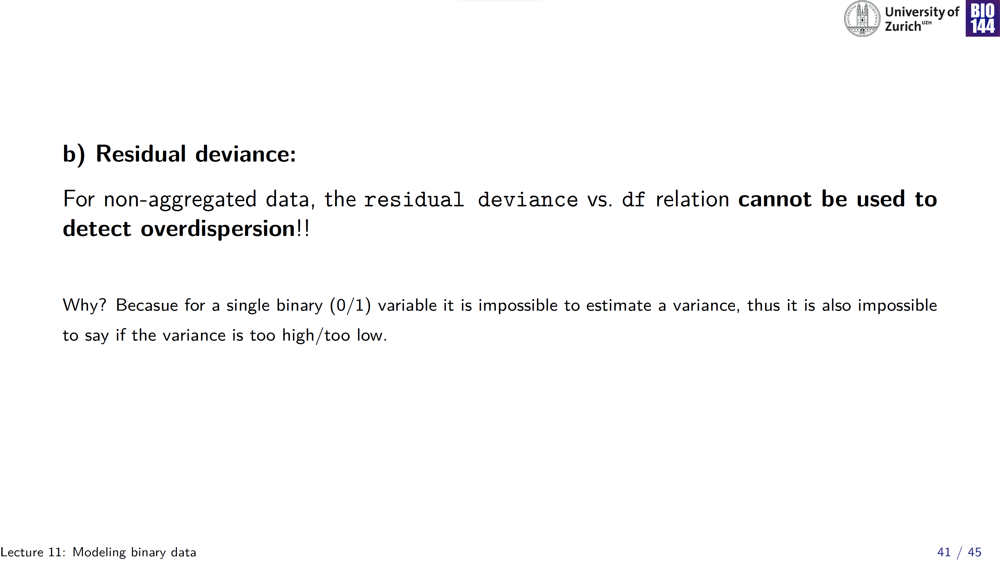 University of
Zurich UZH
BIO
144
b) Residual deviance:
For non-aggregated data, the residual deviance vs. df relation cannot be used to
detect overdispersion!!
Why? Becasue for a single binary (0/1) variable it is impossible to estimate a variance, thus it is also impossible
to say if the variance is too high/too low.
Lecture 11: Modeling binary data
41 / 45